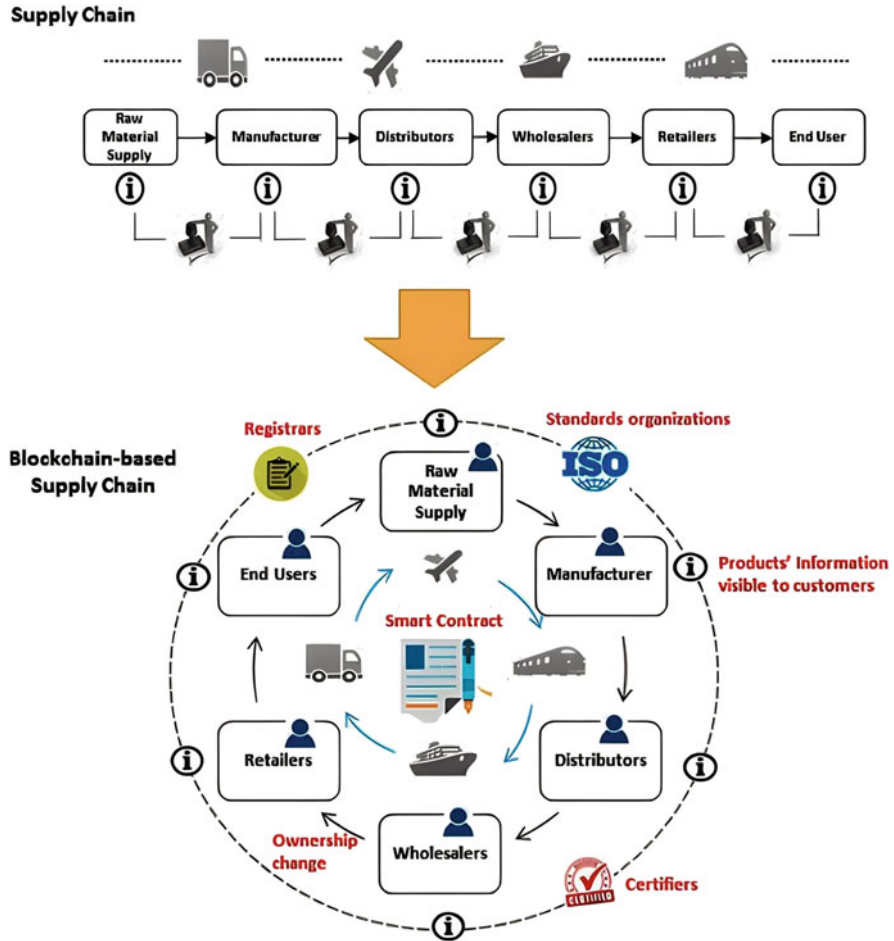 Supply Chain
Raw
Material
Supply
Manufacturer
Distributors
Wholesalers
Retailers
End User
i
i
i
i
i
i
Blockchain-based
Supply Chain
i
Registrars
Standards organizations
ISO
Raw
Material
Supply
End Users
Manufacturer
i
i
Products' Information
visible to customers
Smart Contract
Retailers
Distributors
i
i
Ownership
change
Wholesalers
Certifiers
i